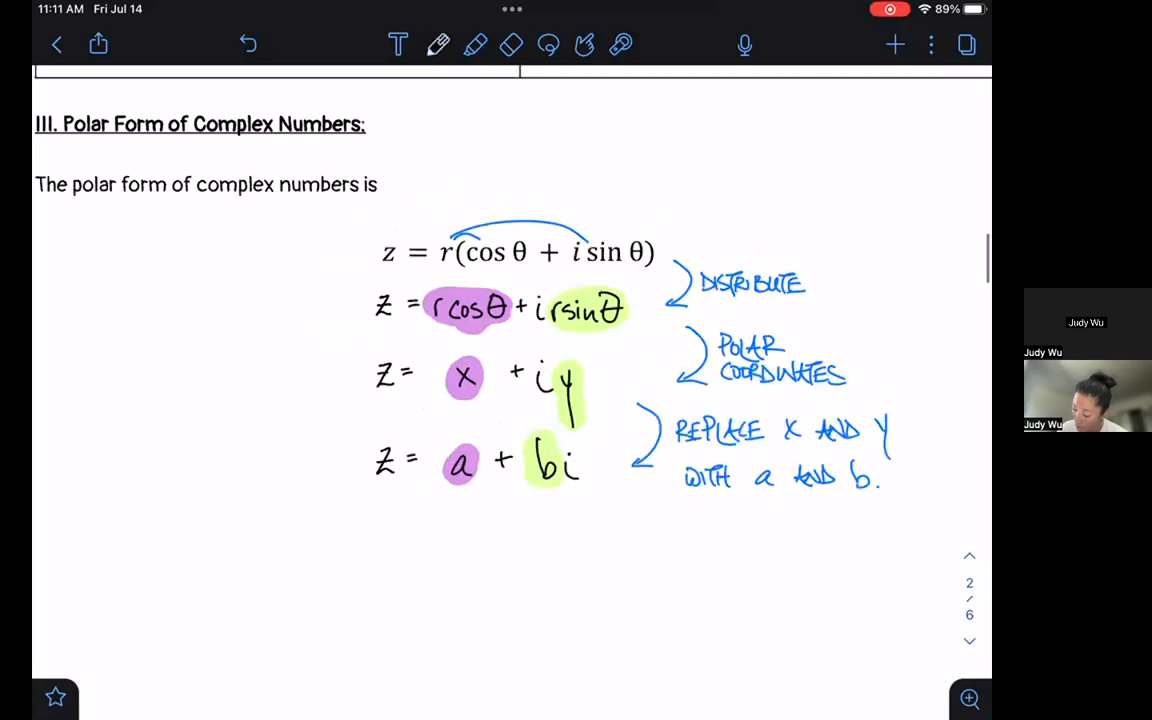 11:11 AM Fri Jul 14
89%
T
III. Polar Form of Complex Numbers:
The polar form of complex numbers is
z = r(cos θ + i sin θ)
DISTRIBUTE
z = r cosθ + i r sinθ
POLAR
COORDINATES
z = x + i y
REPLACE X AND Y
z = a + bi
WITH a AND b.
2
/
6
Judy Wu
Judy Wu
Judy Wu